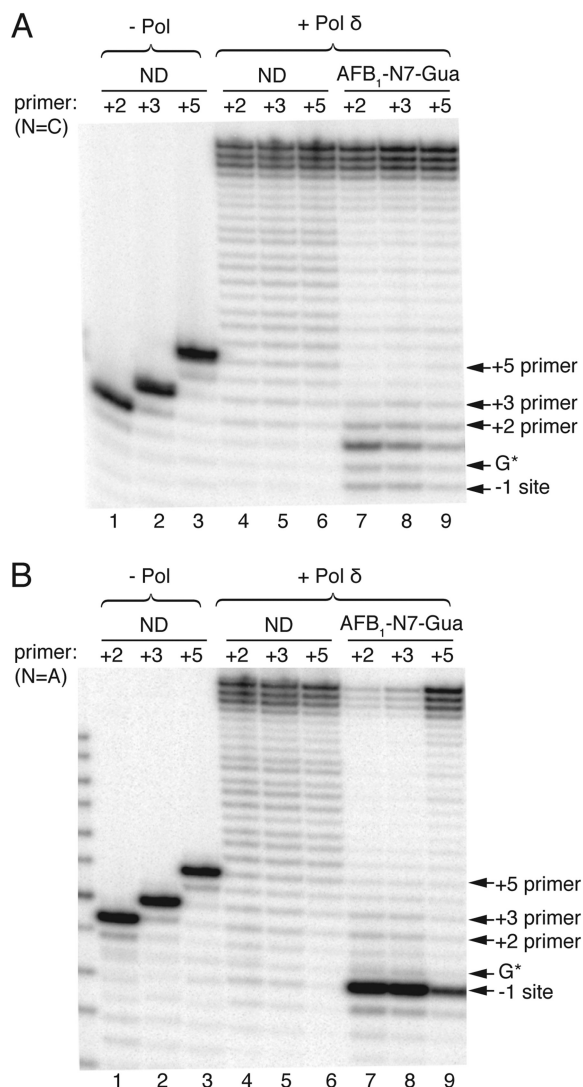 A
- Pol
+ Pol δ
ND
ND
AFB1-N7-Gua
primer:
(N=C)
+2 +3 +5
+2 +3 +5
+2 +3 +5
+5 primer
+3 primer
+2 primer
G*
-1 site
1 2 3 4 5 6 7 8 9
B
- Pol
+ Pol δ
ND
ND
AFB1-N7-Gua
primer:
(N=A)
+2 +3 +5
+2 +3 +5
+2 +3 +5
+5 primer
+3 primer
+2 primer
G*
-1 site
1 2 3 4 5 6 7 8 9